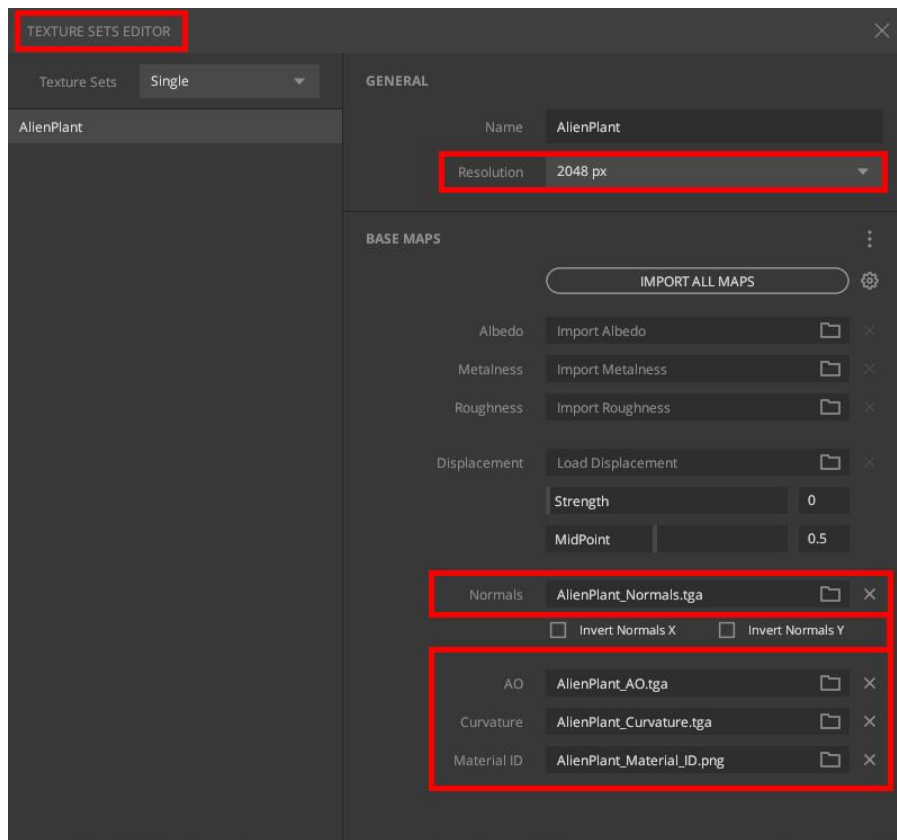 TEXTURE SETS EDITOR
Texture Sets Single
AlienPlant
GENERAL
Name AlienPlant
Resolution 2048 px
BASE MAPS
IMPORT ALL MAPS
Albedo Import Albedo
Metalness Import Metalness
Roughness Import Roughness
Displacement Load Displacement
Strength 0
MidPoint 0.5
Normals AlienPlant_Normals.tga
Invert Normals X Invert Normals Y
AO AlienPlant_AO.tga
Curvature AlienPlant_Curvature.tga
Material ID AlienPlant_Material_ID.png